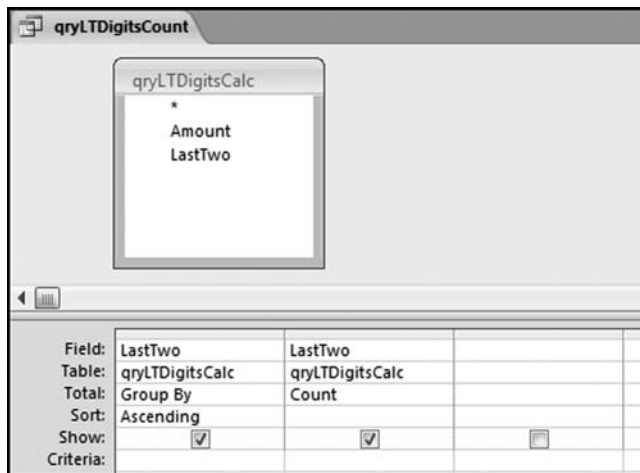 qryLTDigitsCount
qryLTDigitsCalc
*
Amount
LastTwo
Field: LastTwo LastTwo
Table: qryLTDigitsCalc qryLTDigitsCalc
Total: Group By Count
Sort: Ascending
Show:
Criteria: